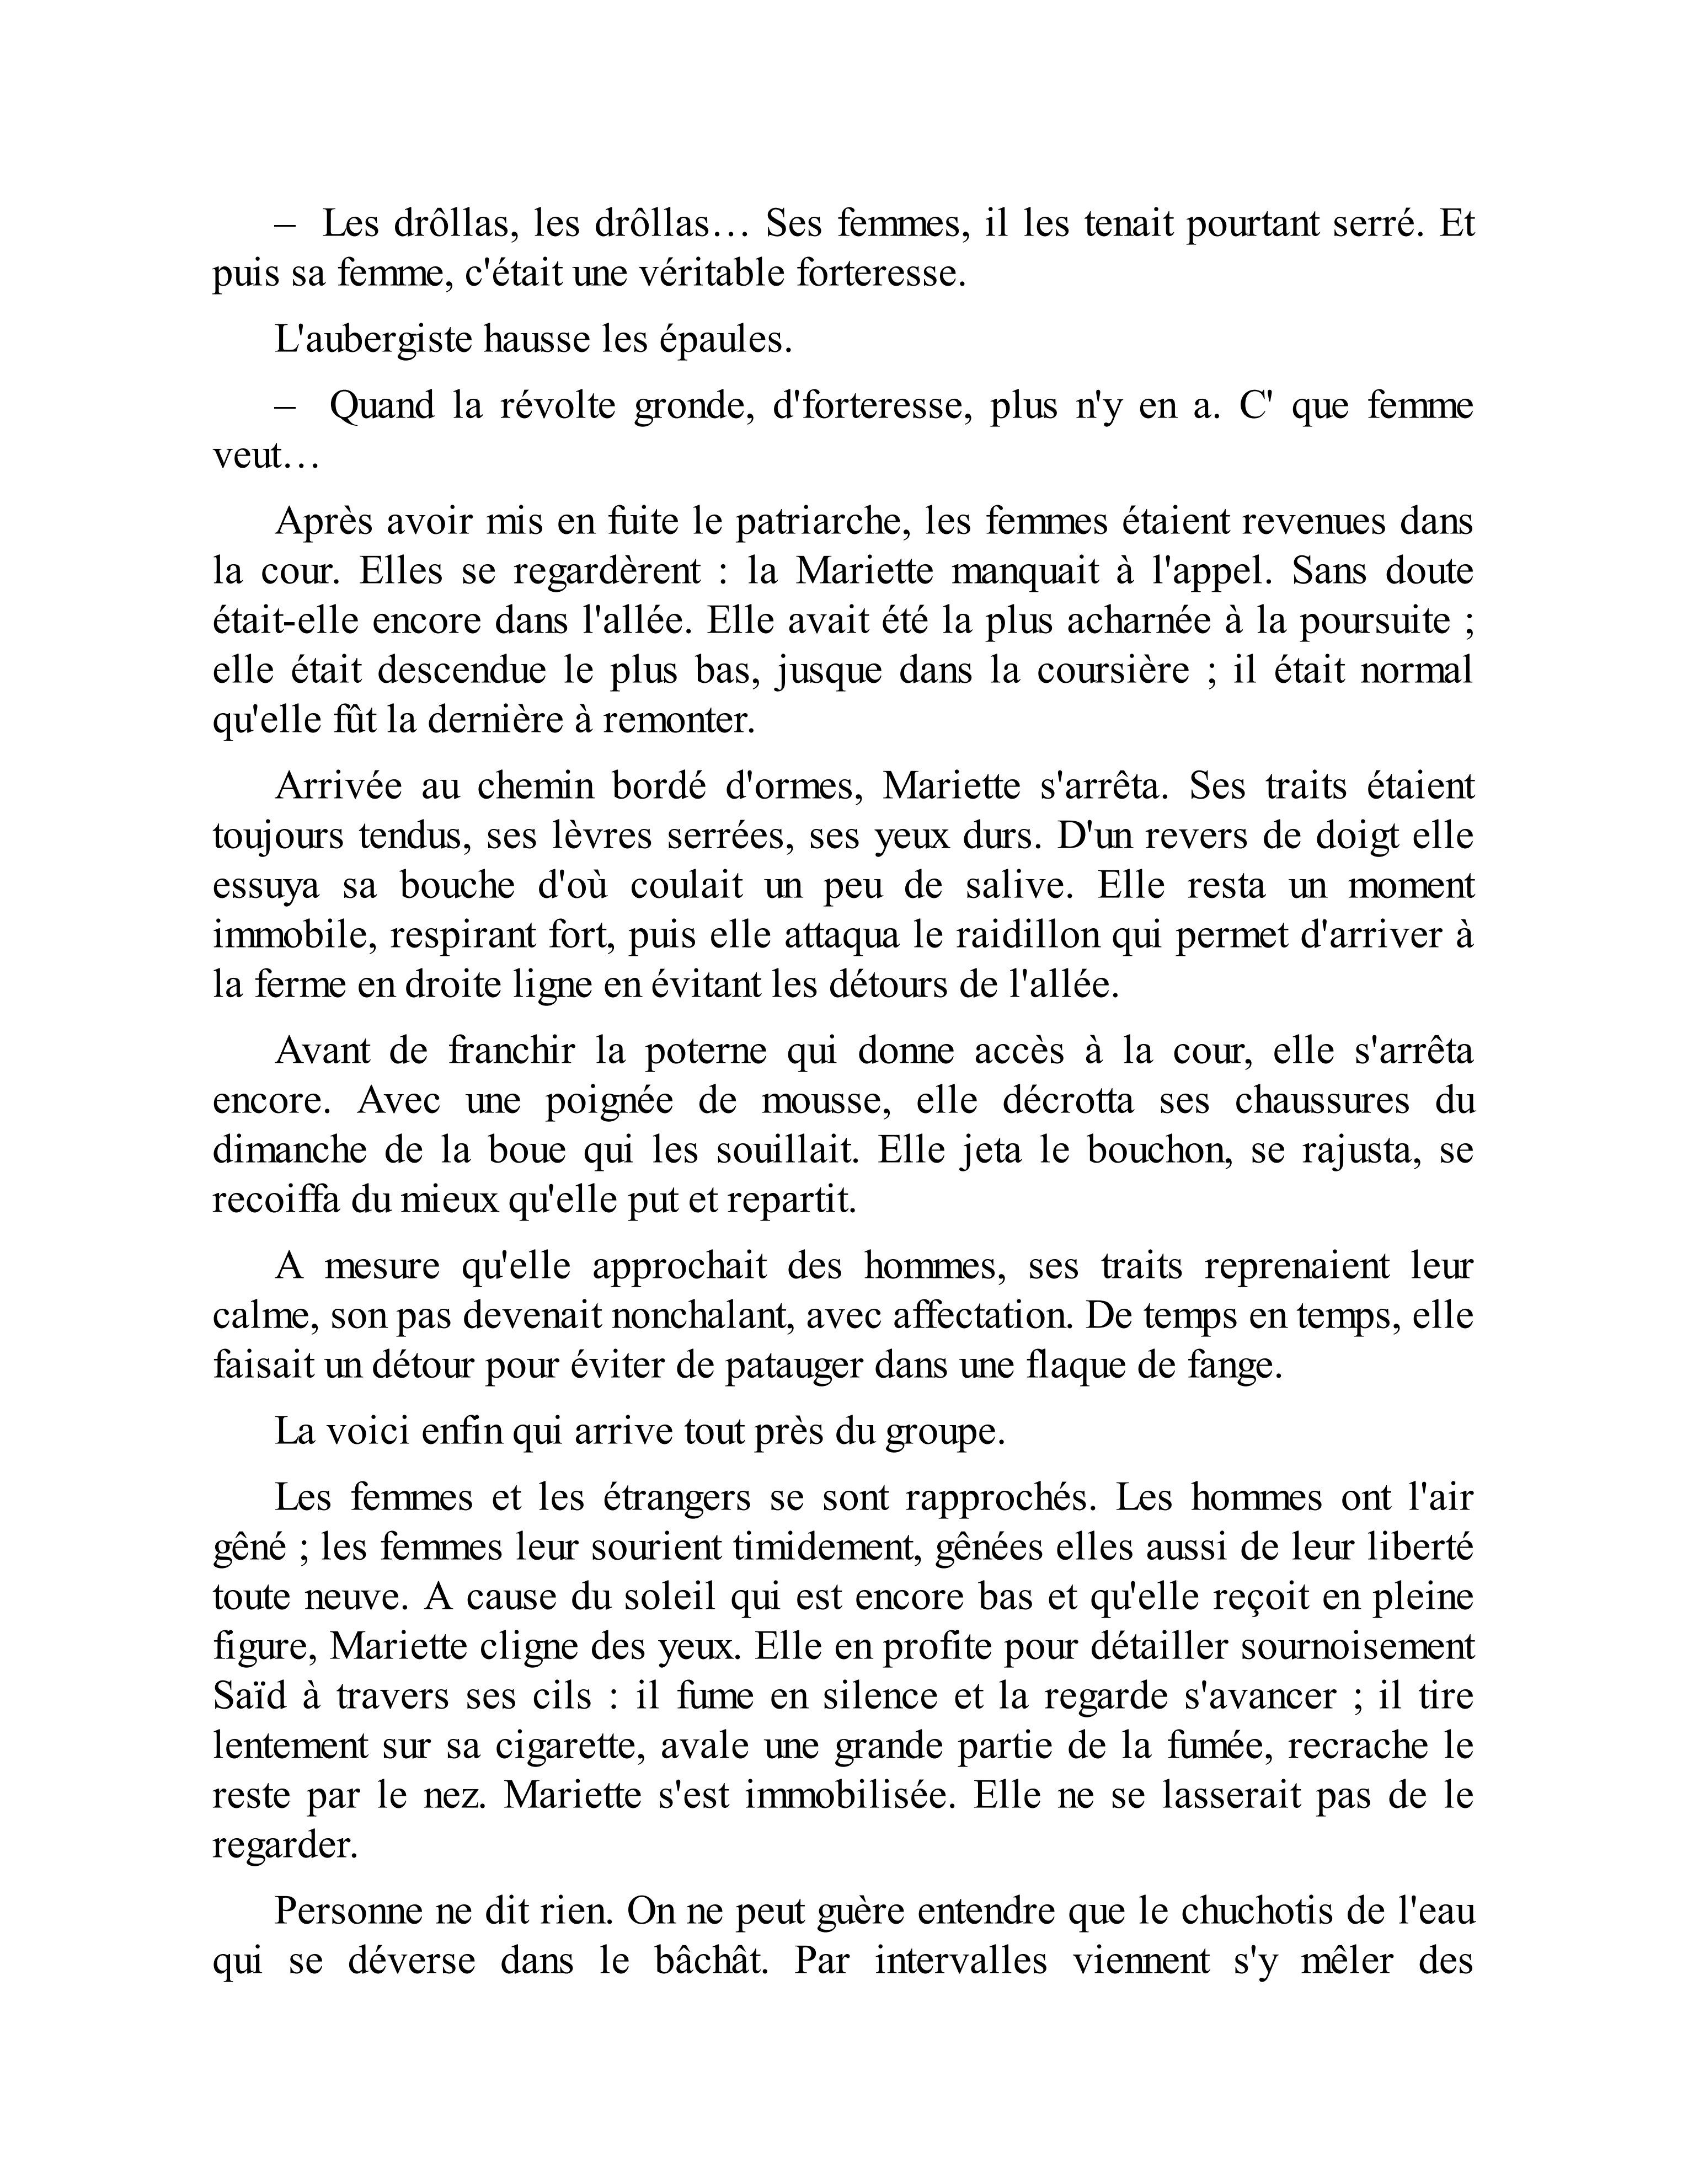 – Les drôllas, les drôllas… Ses femmes, il les tenait pourtant serré. Et
puis sa femme, c'était une véritable forteresse.
L'aubergiste hausse les épaules.
– Quand la révolte gronde, d'forteresse, plus n'y en a. C' que femme
veut…
Après avoir mis en fuite le patriarche, les femmes étaient revenues dans
la cour. Elles se regardèrent : la Mariette manquait à l'appel. Sans doute
était-elle encore dans l'allée. Elle avait été la plus acharnée à la poursuite ;
elle était descendue le plus bas, jusque dans la coursière ; il était normal
qu'elle fût la dernière à remonter.
Arrivée au chemin bordé d'ormes, Mariette s'arrêta. Ses traits étaient
toujours tendus, ses lèvres serrées, ses yeux durs. D'un revers de doigt elle
essuya sa bouche d'où coulait un peu de salive. Elle resta un moment
immobile, respirant fort, puis elle attaqua le raidillon qui permet d'arriver à
la ferme en droite ligne en évitant les détours de l'allée.
Avant de franchir la poterne qui donne accès à la cour, elle s'arrêta
encore. Avec une poignée de mousse, elle décrotta ses chaussures du
dimanche de la boue qui les souillait. Elle jeta le bouchon, se rajusta, se
recoiffa du mieux qu'elle put et repartit.
A mesure qu'elle approchait des hommes, ses traits reprenaient leur
calme, son pas devenait nonchalant, avec affectation. De temps en temps, elle
faisait un détour pour éviter de patauger dans une flaque de fange.
La voici enfin qui arrive tout près du groupe.
Les femmes et les étrangers se sont rapprochés. Les hommes ont l'air
gêné ; les femmes leur sourient timidement, gênées elles aussi de leur liberté
toute neuve. A cause du soleil qui est encore bas et qu'elle reçoit en pleine
figure, Mariette cligne des yeux. Elle en profite pour détailler sournoisement
Saïd à travers ses cils : il fume en silence et la regarde s'avancer ; il tire
lentement sur sa cigarette, avale une grande partie de la fumée, recrache le
reste par le nez. Mariette s'est immobilisée. Elle ne se lasserait pas de le
regarder.
Personne ne dit rien. On ne peut guère entendre que le chuchotis de l'eau
qui se déverse dans le bâchât. Par intervalles viennent s'y mêler des